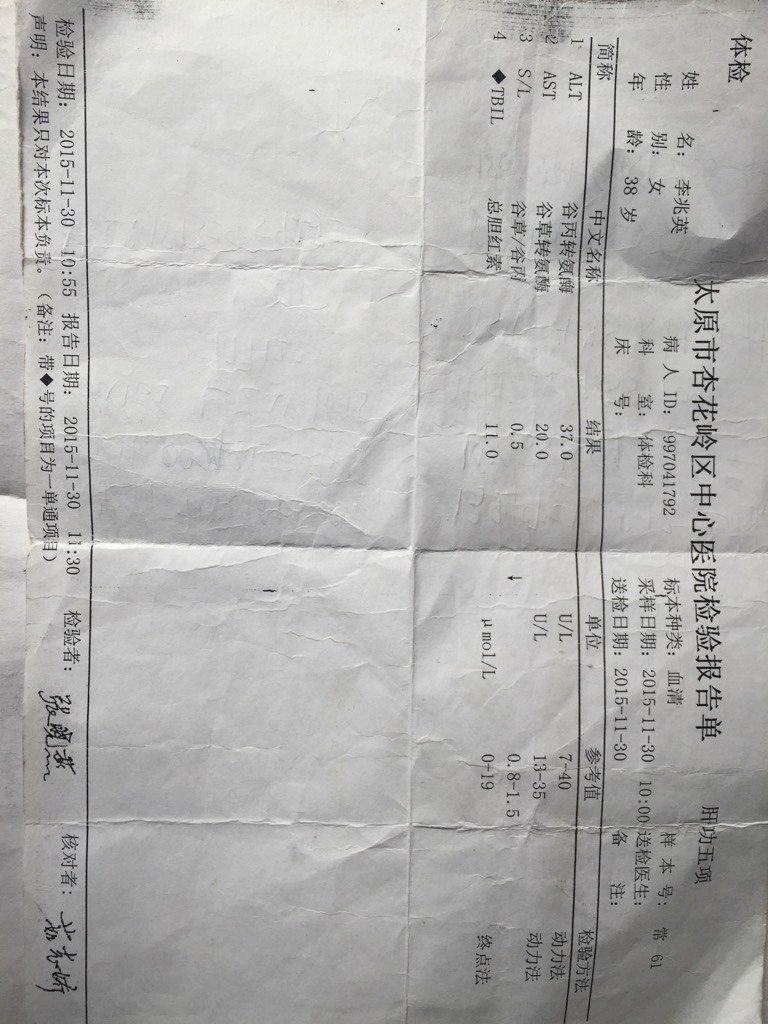 体检
太原市杏花岭区中心医院检验报告单 肝功五项
姓 名: 李兆英 病 人 ID: 997041792 标本种类: 血清 样 本 号: 常 61
性 别: 女 科 室: 体检科 采样日期: 2015-11-30 10:00 送检医生:
年 龄: 38 岁 床 号: 送检日期: 2015-11-30 备 注:
简称 中文名称 结果 单位 参考值 检验方法
1 ALT 谷丙转氨酶 37.0 U/L 7-40 动力法
2 AST 谷草转氨酶 20.0 U/L 13-35 动力法
3 S/L 谷草/谷丙 0.5 ↓ 0.8-1.5
4 ◆TBIL 总胆红素 11.0 μmol/L 0-19 终点法
检验日期: 2015-11-30 10:55 报告日期: 2015-11-30 11:30 检验者: 核对者:
声明: 本结果只对本次标本负责。(备注: 带◆号的项目为一单通项目)